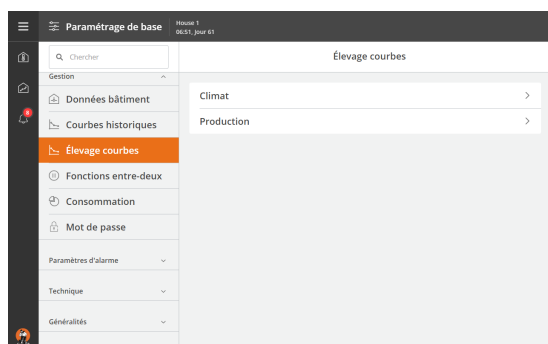 Paramétrage de base
House 1
06:51, Jour 61
Chercher
Élevage courbes
Gestion
Données bâtiment
Climat
Courbes historiques
Production
Élevage courbes
Fonctions entre-deux
Consommation
Mot de passe
Paramètres d'alarme
Technique
Généralités